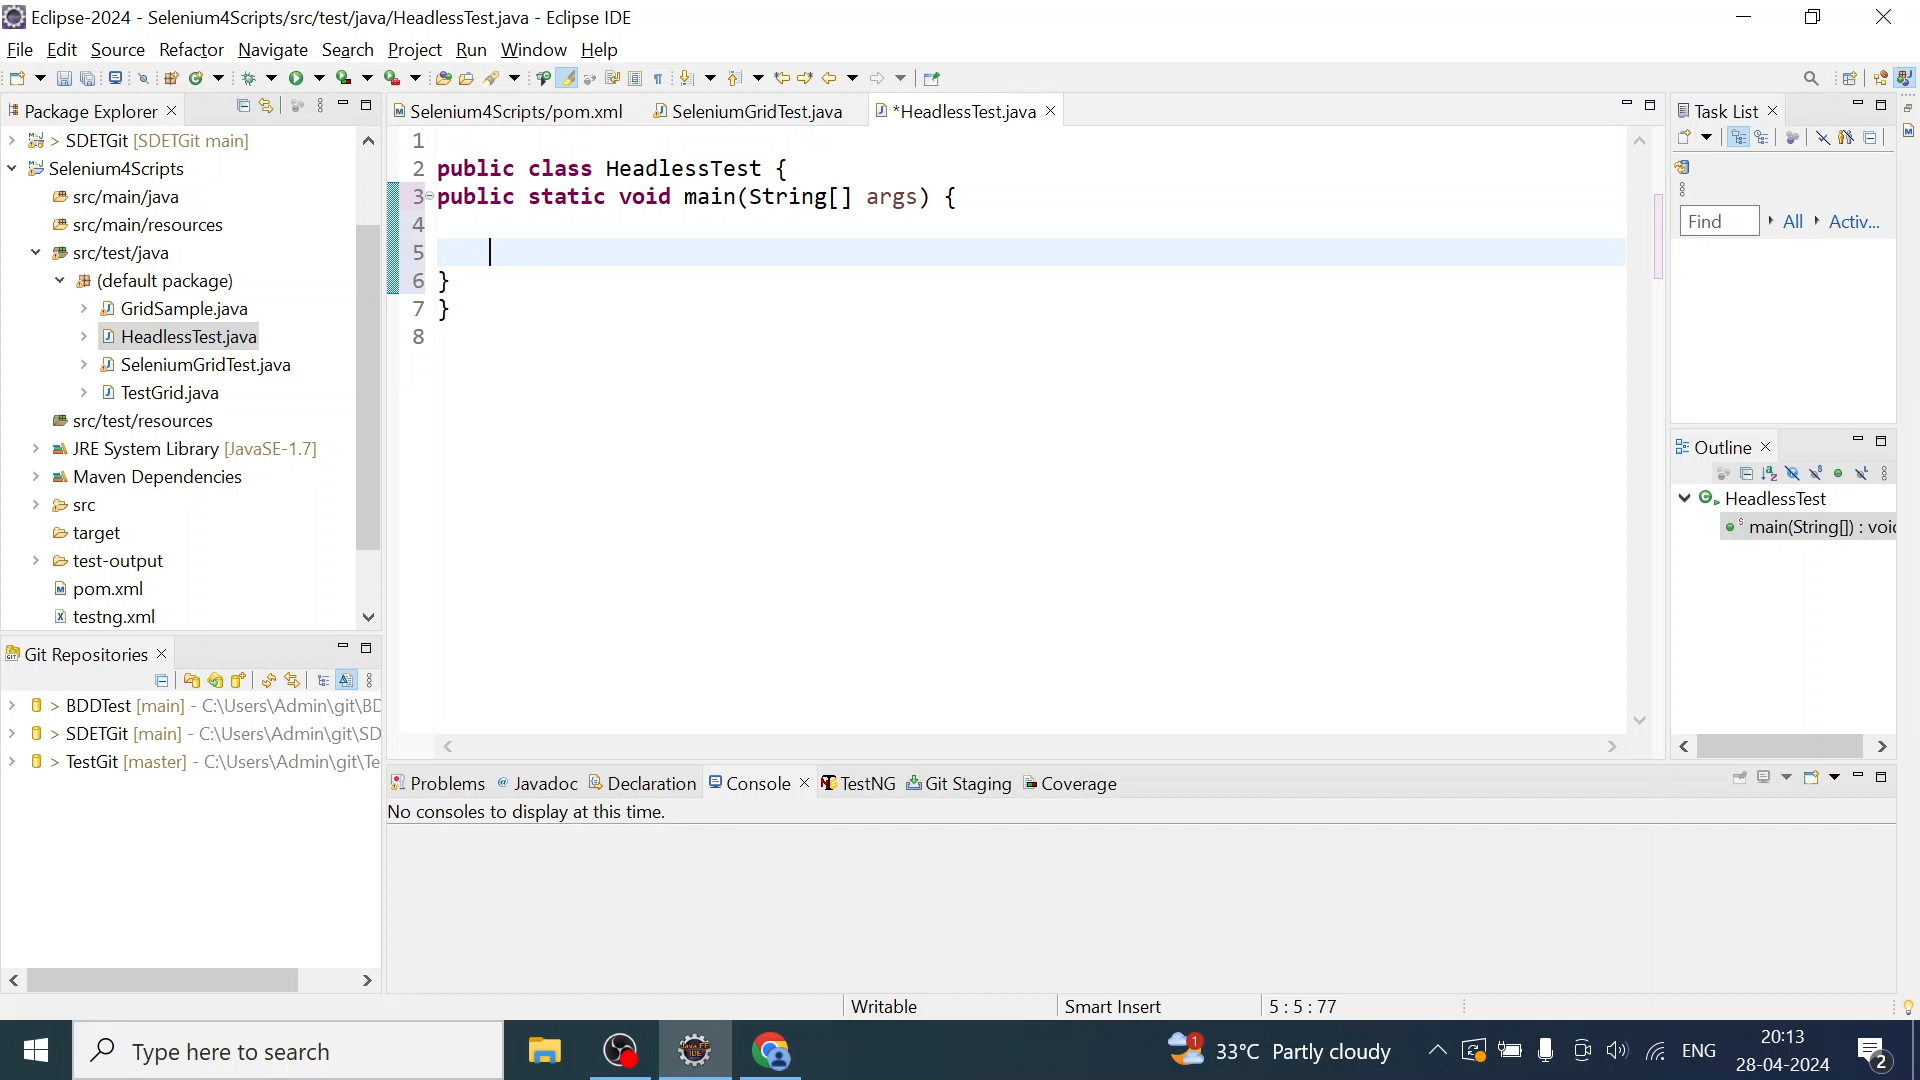 Eclipse-2024 - Selenium4Scripts/src/test/java/HeadlessTest.java - Eclipse IDE
File Edit Source Refactor Navigate Search Project Run Window Help
Package Explorer
> SDETGit [SDETGit main]
Selenium4Scripts
src/main/java
src/main/resources
src/test/java
(default package)
GridSample.java
HeadlessTest.java
SeleniumGridTest.java
TestGrid.java
src/test/resources
JRE System Library [JavaSE-1.7]
Maven Dependencies
src
target
test-output
pom.xml
testng.xml
Git Repositories
> BDDTest [main] - C:\Users\Admin\git\BD
> SDETGit [main] - C:\Users\Admin\git\SD
> TestGit [master] - C:\Users\Admin\git\Te
Selenium4Scripts/pom.xml SeleniumGridTest.java *HeadlessTest.java
1
2 public class HeadlessTest {
3 public static void main(String[] args) {
4
5
6 }
7 }
8
Task List
Find All Activ...
Outline
HeadlessTest
main(String[]) : voi
Problems Javadoc Declaration Console TestNG Git Staging Coverage
No consoles to display at this time.
Writable Smart Insert 5 : 5 : 77
Type here to search
1 33°C Partly cloudy ENG 20:13
28-04-2024 2